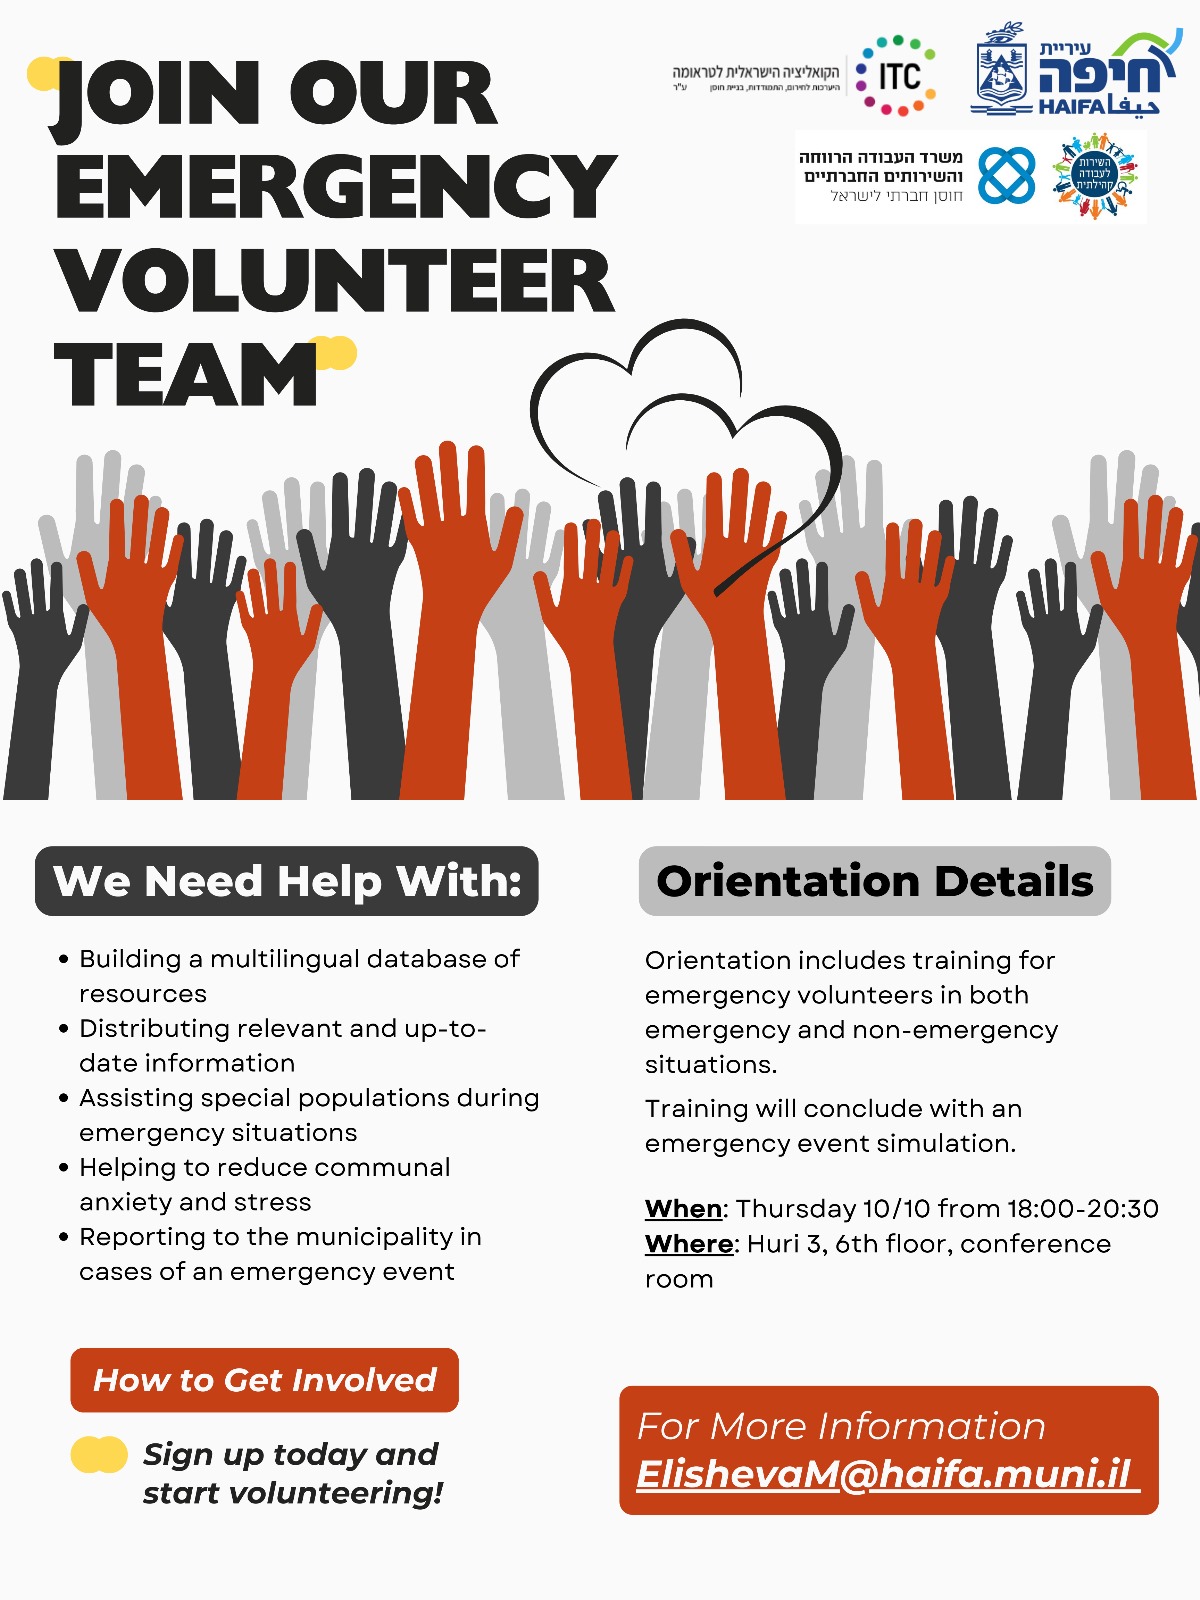 JOIN OUR
EMERGENCY
VOLUNTEER
TEAM
הקואליציה הישראלית לטראומה
היערכות לחירום, התמודדות, בניית חוסן ע"ר
ITC
עיריית
חיפה
HAIFA حيفا
משרד העבודה הרווחה
והשירותים החברתיים
חוסן חברתי לישראל
השירות
לעבודה
קהילתית
We Need Help With:
• Building a multilingual database of
resources
• Distributing relevant and up-to-
date information
• Assisting special populations during
emergency situations
• Helping to reduce communal
anxiety and stress
• Reporting to the municipality in
cases of an emergency event
How to Get Involved
Sign up today and
start volunteering!
Orientation Details
Orientation includes training for
emergency volunteers in both
emergency and non-emergency
situations.
Training will conclude with an
emergency event simulation.
When: Thursday 10/10 from 18:00-20:30
Where: Huri 3, 6th floor, conference
room
For More Information
ElishevaM@haifa.muni.il